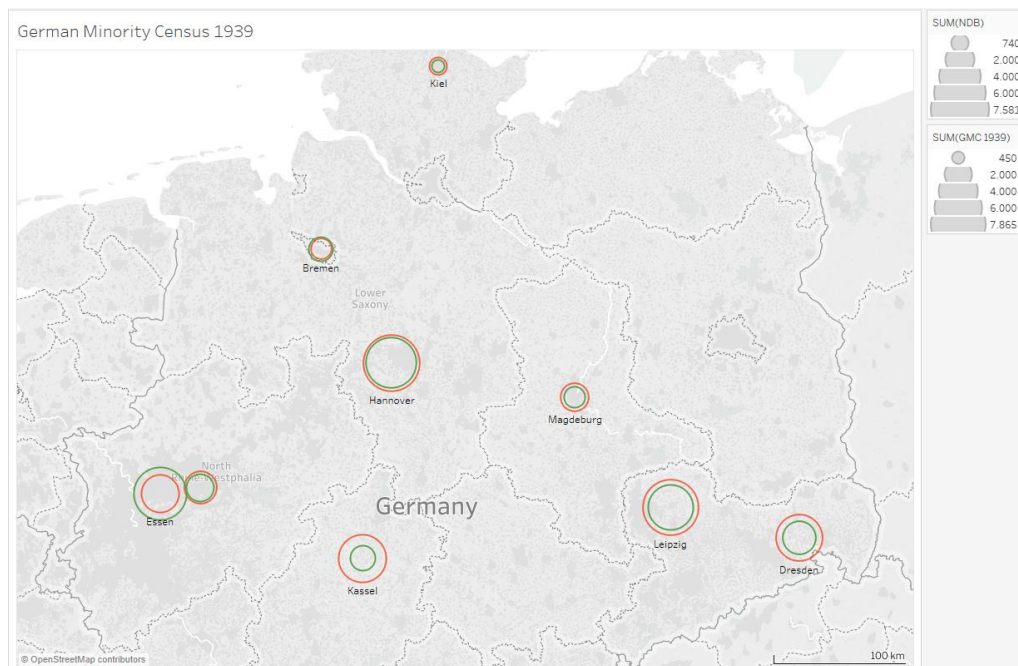 German Minority Census 1939
Kiel
Bremen
Lower
Saxony
Hannover
Magdeburg
North
Rhine-Westphalia
Essen
Germany
Leipzig
Dresden
Kassel
© OpenStreetMap contributors
100 km
SUM(NDB)
740
2.000
4.000
6.000
7.581
SUM(GMC 1939)
450
2.000
4.000
6.000
7.865